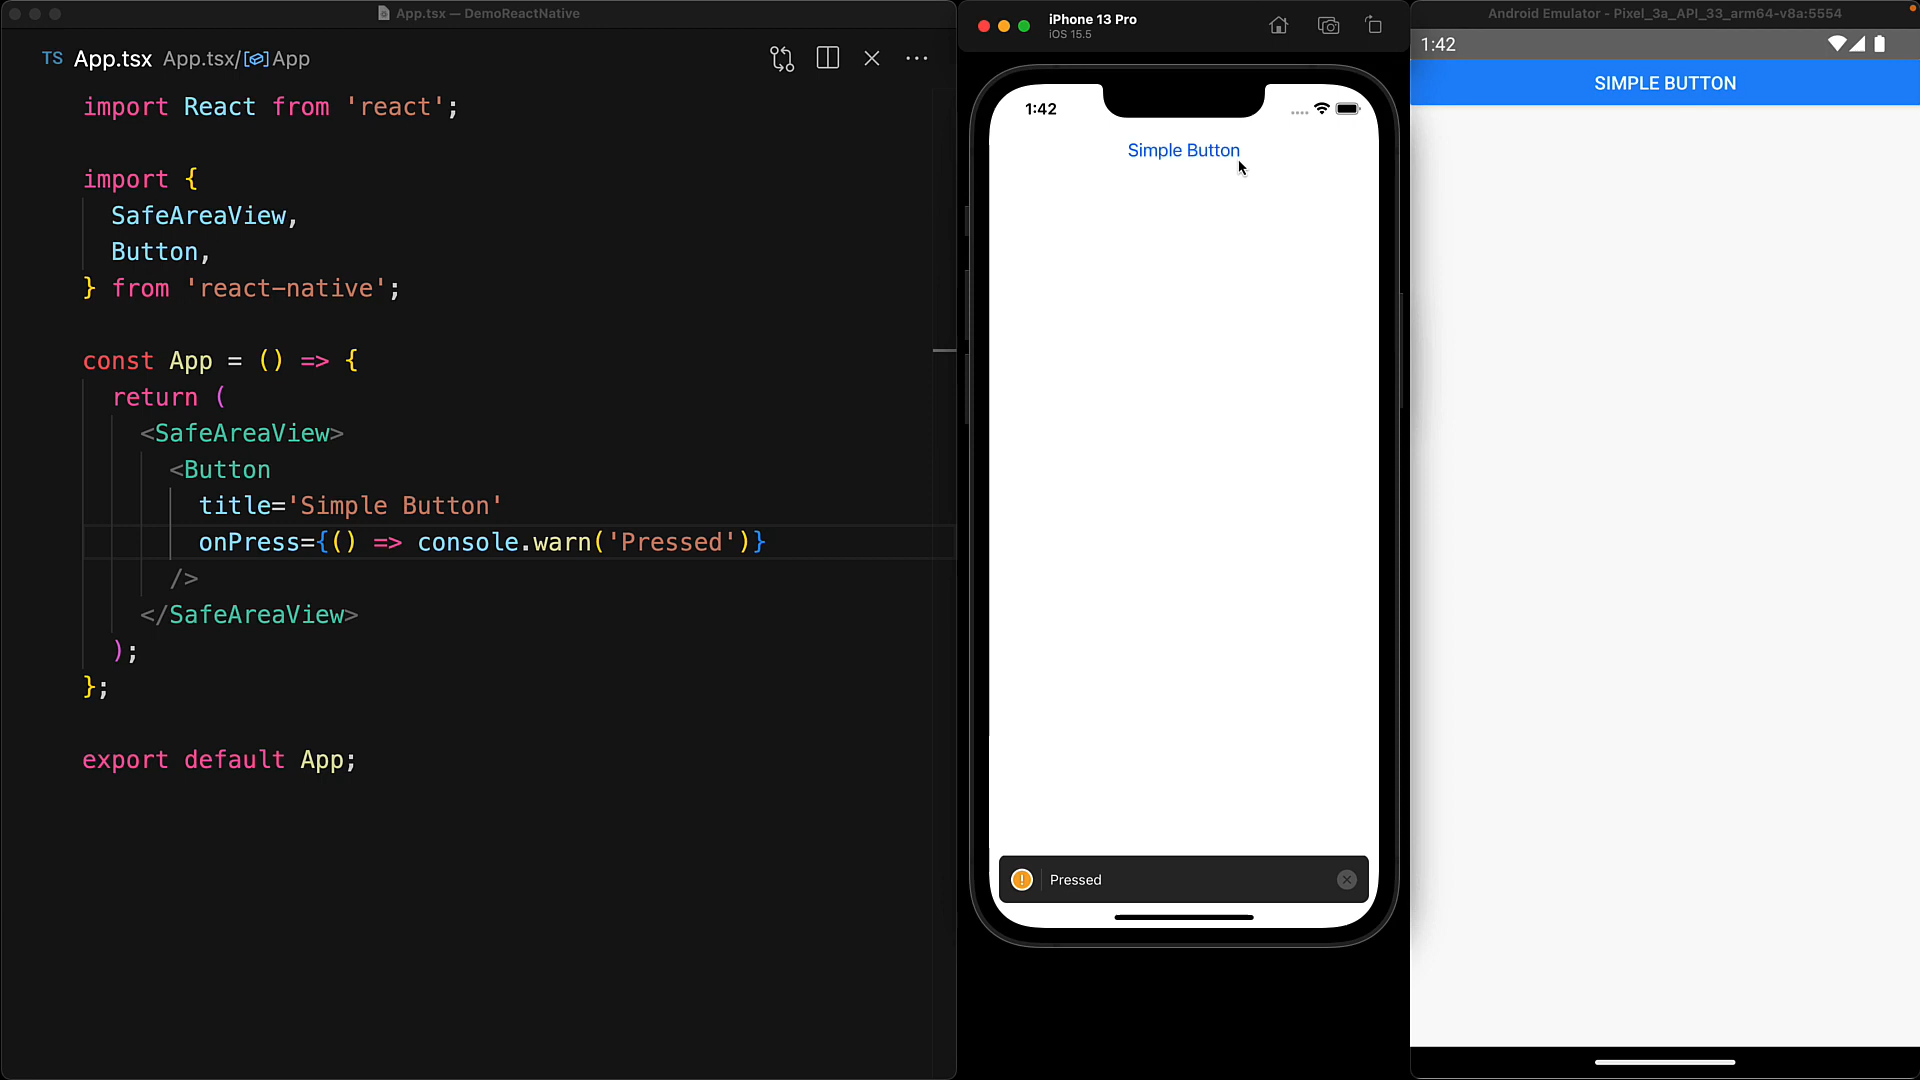 App.tsx — DemoReactNative
TS App.tsx App.tsx/App
import React from 'react';
import {
SafeAreaView,
Button,
} from 'react-native';
const App = () => {
return (
<SafeAreaView>
<Button
title='Simple Button'
onPress={() => console.warn('Pressed')}
/>
</SafeAreaView>
);
};
export default App;
iPhone 13 Pro
iOS 15.5
1:42
Simple Button
Pressed
Android Emulator - Pixel_3a_API_33_arm64-v8a:5554
1:42
SIMPLE BUTTON